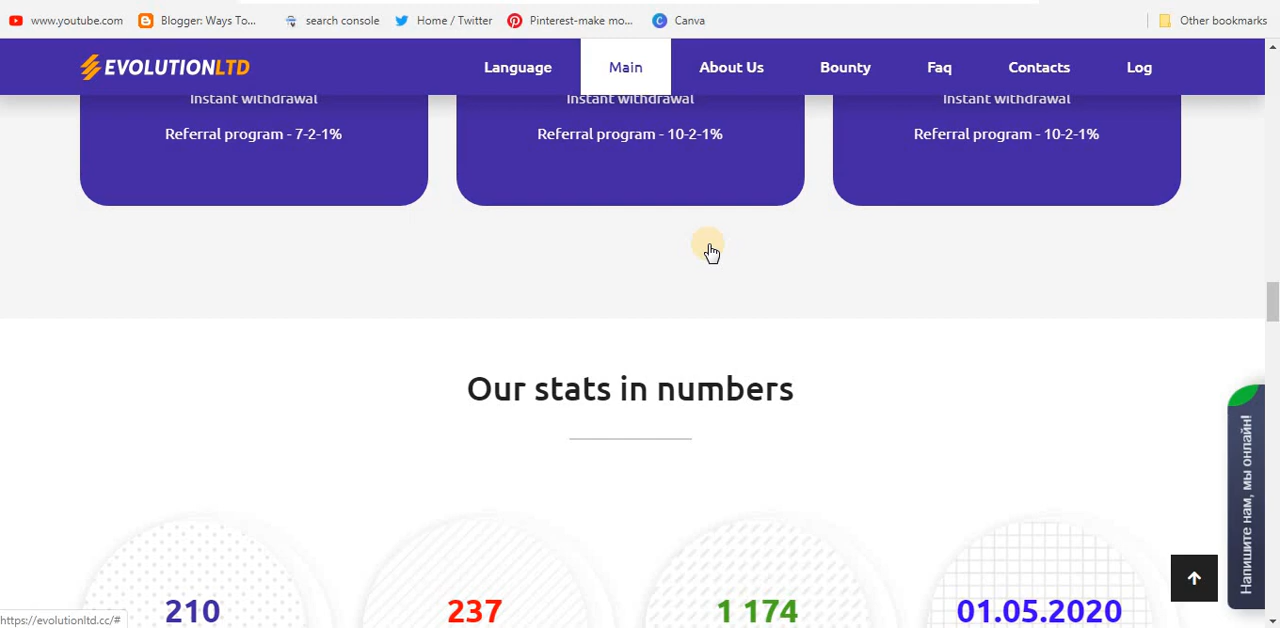 www.youtube.com Blogger: Ways To... search console Home / Twitter Pinterest-make mo... Canva Other bookmarks
EVOLUTIONLTD Language Main About Us Bounty Faq Contacts Log
Instant withdrawal Instant withdrawal Instant withdrawal
Referral program - 7-2-1% Referral program - 10-2-1% Referral program - 10-2-1%
Our stats in numbers
Напишите нам, мы онлайн!
210 237 1 174 01.05.2020
https://evolutionltd.cc/#